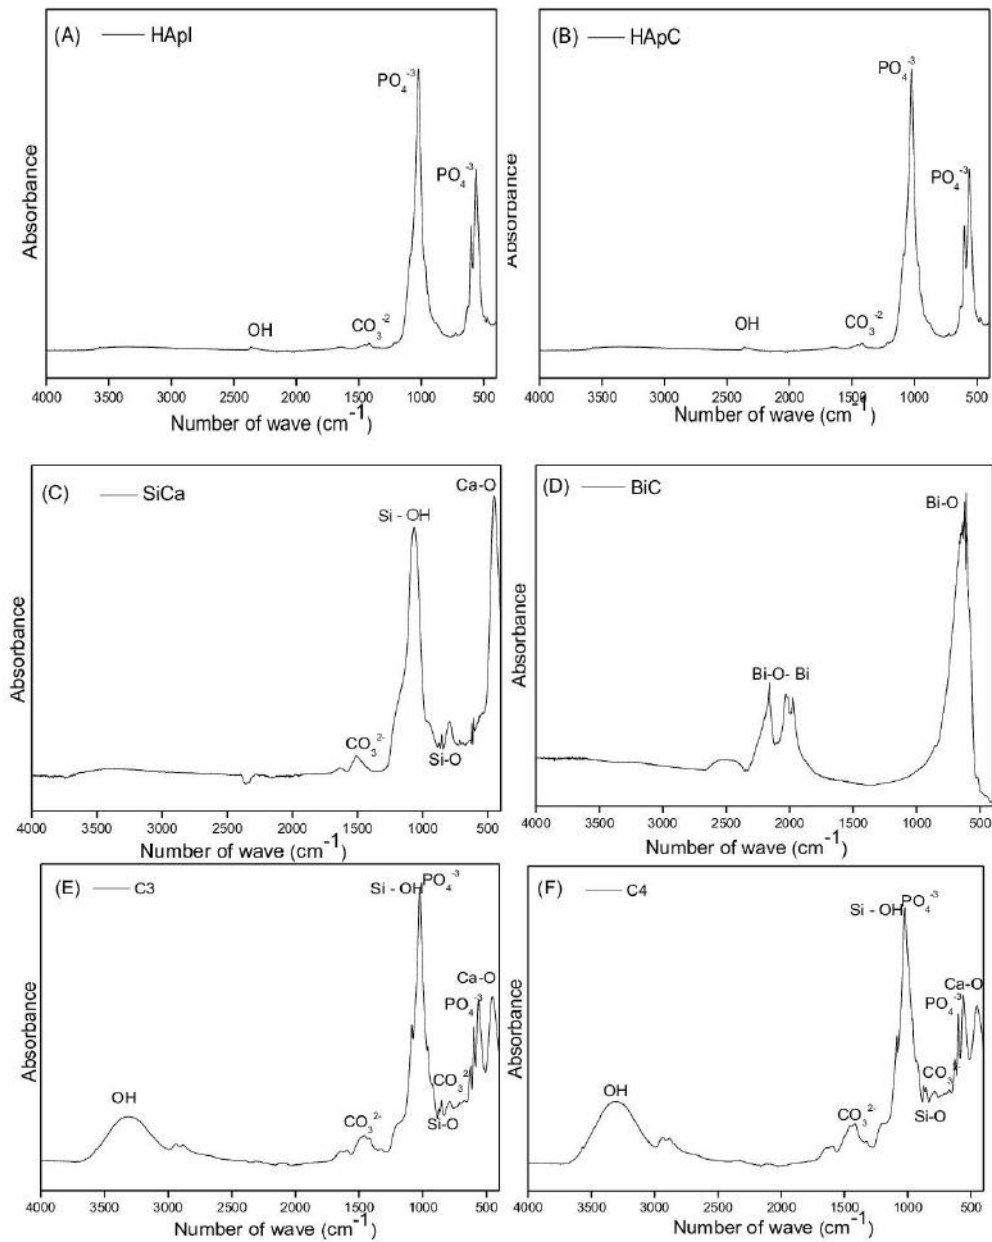 (A) — HApI
PO₄⁻³
PO₄⁻³
OH
CO₃⁻²
Absorbance
4000 3500 3000 2500 2000 1500 1000 500
Number of wave (cm⁻¹)
(B) — HApC
PO₄⁻³
PO₄⁻³
OH
CO₃⁻²
Absorbance
4000 3500 3000 2500 2000 1500 1000 500
Number of wave (cm⁻¹)
(C) — SiCa
Ca-O
Si - OH
CO₃²⁻
Si-O
Absorbance
4000 3500 3000 2500 2000 1500 1000 500
Number of wave (cm⁻¹)
(D) — BiC
Bi-O
Bi-O- Bi
Absorbance
4000 3500 3000 2500 2000 1500 1000 500
Number of wave (cm⁻¹)
(E) — C3
Si - OH PO₄⁻³
Ca-O
PO₄⁻³
CO₃²
OH
CO₃²⁻
Si-O
Absorbance
4000 3500 3000 2500 2000 1500 1000 500
Number of wave (cm⁻¹)
(F) — C4
Si - OH PO₄⁻³
Ca-O
PO₄⁻³
CO₃
OH
CO₃²⁻
Si-O
Absorbance
4000 3500 3000 2500 2000 1500 1000 500
Number of wave (cm⁻¹)